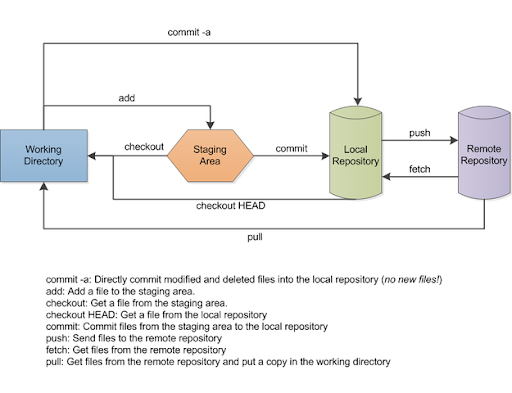 commit -a
add
Working
Directory
checkout
Staging
Area
commit
Local
Repository
push
fetch
Remote
Repository
checkout HEAD
pull
commit -a: Directly commit modified and deleted files into the local repository (no new files!)
add: Add a file to the staging area.
checkout: Get a file from the staging area.
checkout HEAD: Get a file from the local repository
commit: Commit files from the staging area to the local repository
push: Send files to the remote repository
fetch: Get files from the remote repository
pull: Get files from the remote repository and put a copy in the working directory